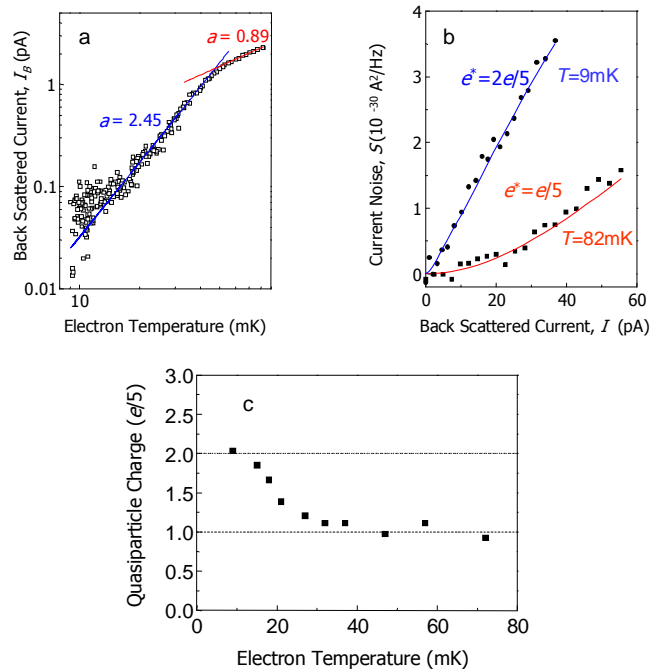 a
a = 0.89
a = 2.45
Back Scattered Current, I_B (pA)
1
0.1
0.01
10
100
Electron Temperature (mK)
b
e*=2e/5
T=9mK
e*=e/5
T=82mK
Current Noise, S(10 ⁻³⁰ A²/Hz)
4
3
2
1
0
0
20
40
60
Back Scattered Current, I (pA)
c
Quasiparticle Charge (e/5)
3.0
2.5
2.0
1.5
1.0
0.5
0.0
0
20
40
60
80
Electron Temperature (mK)